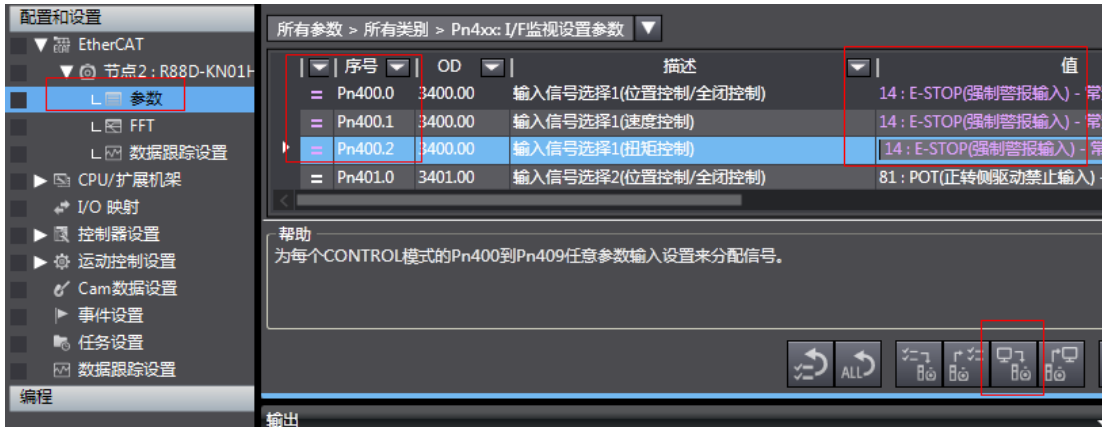 配置和设置
EtherCAT
节点2 : R88D-KN01H
参数
FFT
数据跟踪设置
CPU/扩展机架
I/O 映射
控制器设置
运动控制设置
Cam数据设置
事件设置
任务设置
数据跟踪设置
编程
所有参数 > 所有类别 > Pn4xx: I/F监视设置参数
序号 OD 描述 值
= Pn400.0 3400.00 输入信号选择1(位置控制/全闭控制) 14 : E-STOP(强制警报输入) - 常
= Pn400.1 3400.00 输入信号选择1(速度控制) 14 : E-STOP(强制警报输入) - 常
= Pn400.2 3400.00 输入信号选择1(扭矩控制) 14 : E-STOP(强制警报输入) - 常
= Pn401.0 3401.00 输入信号选择2(位置控制/全闭控制) 81 : POT(正转侧驱动禁止输入) -
帮助
为每个CONTROL模式的Pn400到Pn409任意参数输入设置来分配信号。
ALL
输出